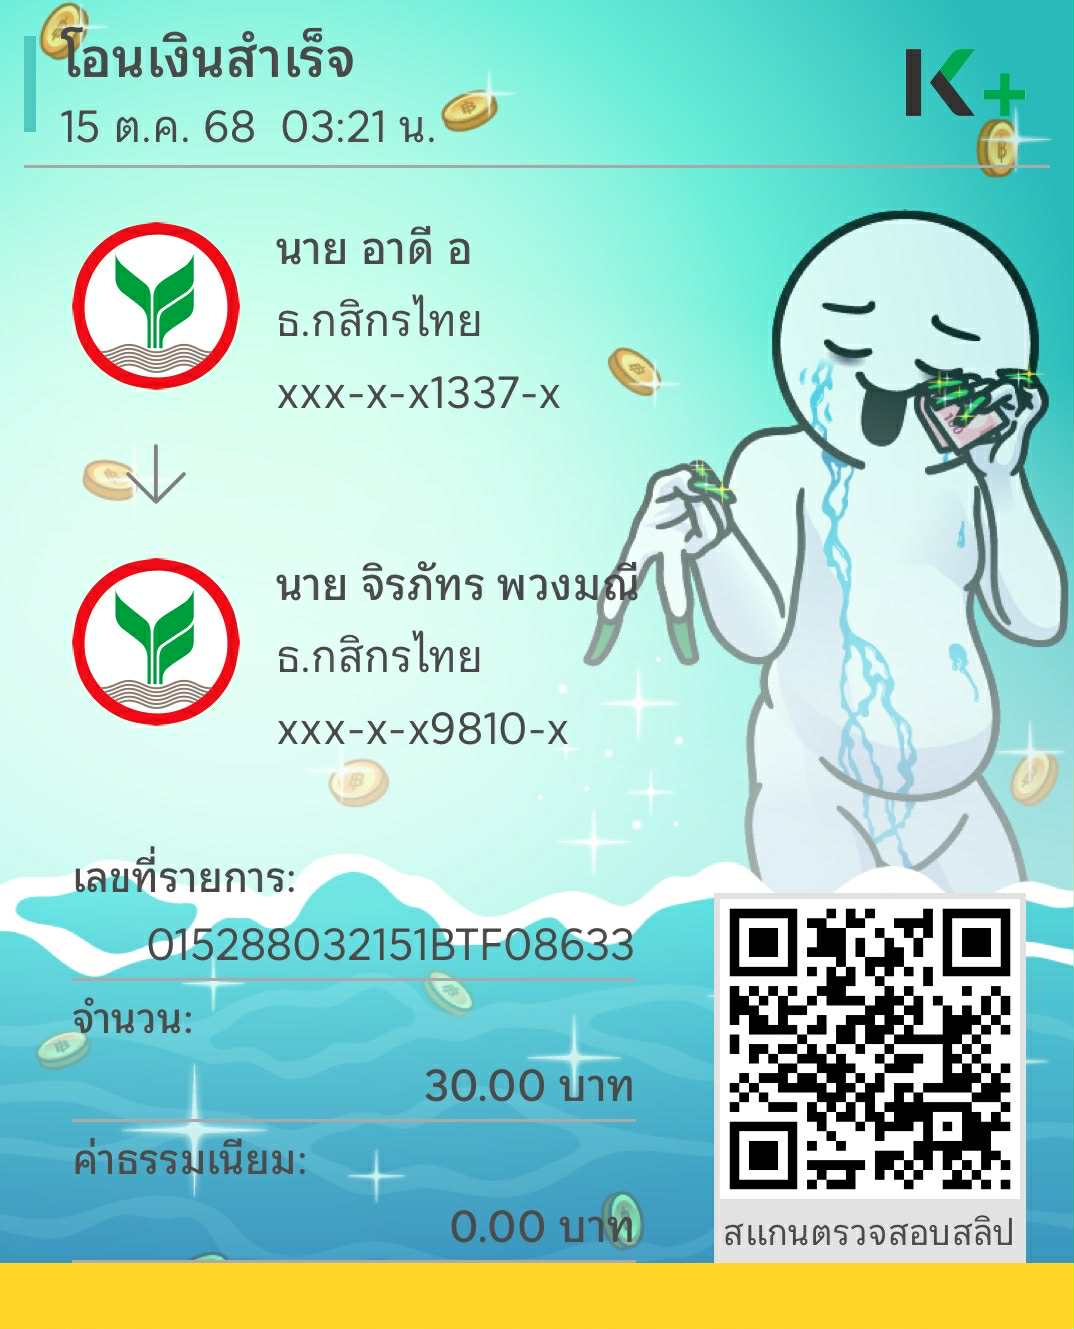 โอนเงินสำเร็จ
15 ต.ค. 68 03:21 น.
K+
นาย อาดี อ
ธ.กสิกรไทย
xxx-x-x1337-x
นาย จิรภัทร พวงมณี
ธ.กสิกรไทย
xxx-x-x9810-x
เลขที่รายการ:
015288032151BTF08633
จำนวน:
30.00 บาท
ค่าธรรมเนียม:
0.00 บาท
สแกนตรวจสอบสลิป